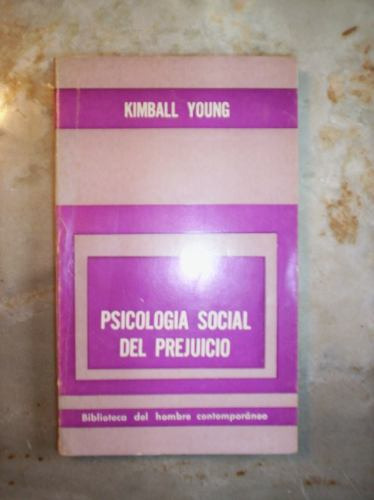 KIMBALL YOUNG
PSICOLOGIA SOCIAL
DEL PREJUICIO
Biblioteca del hombre contemporáneo